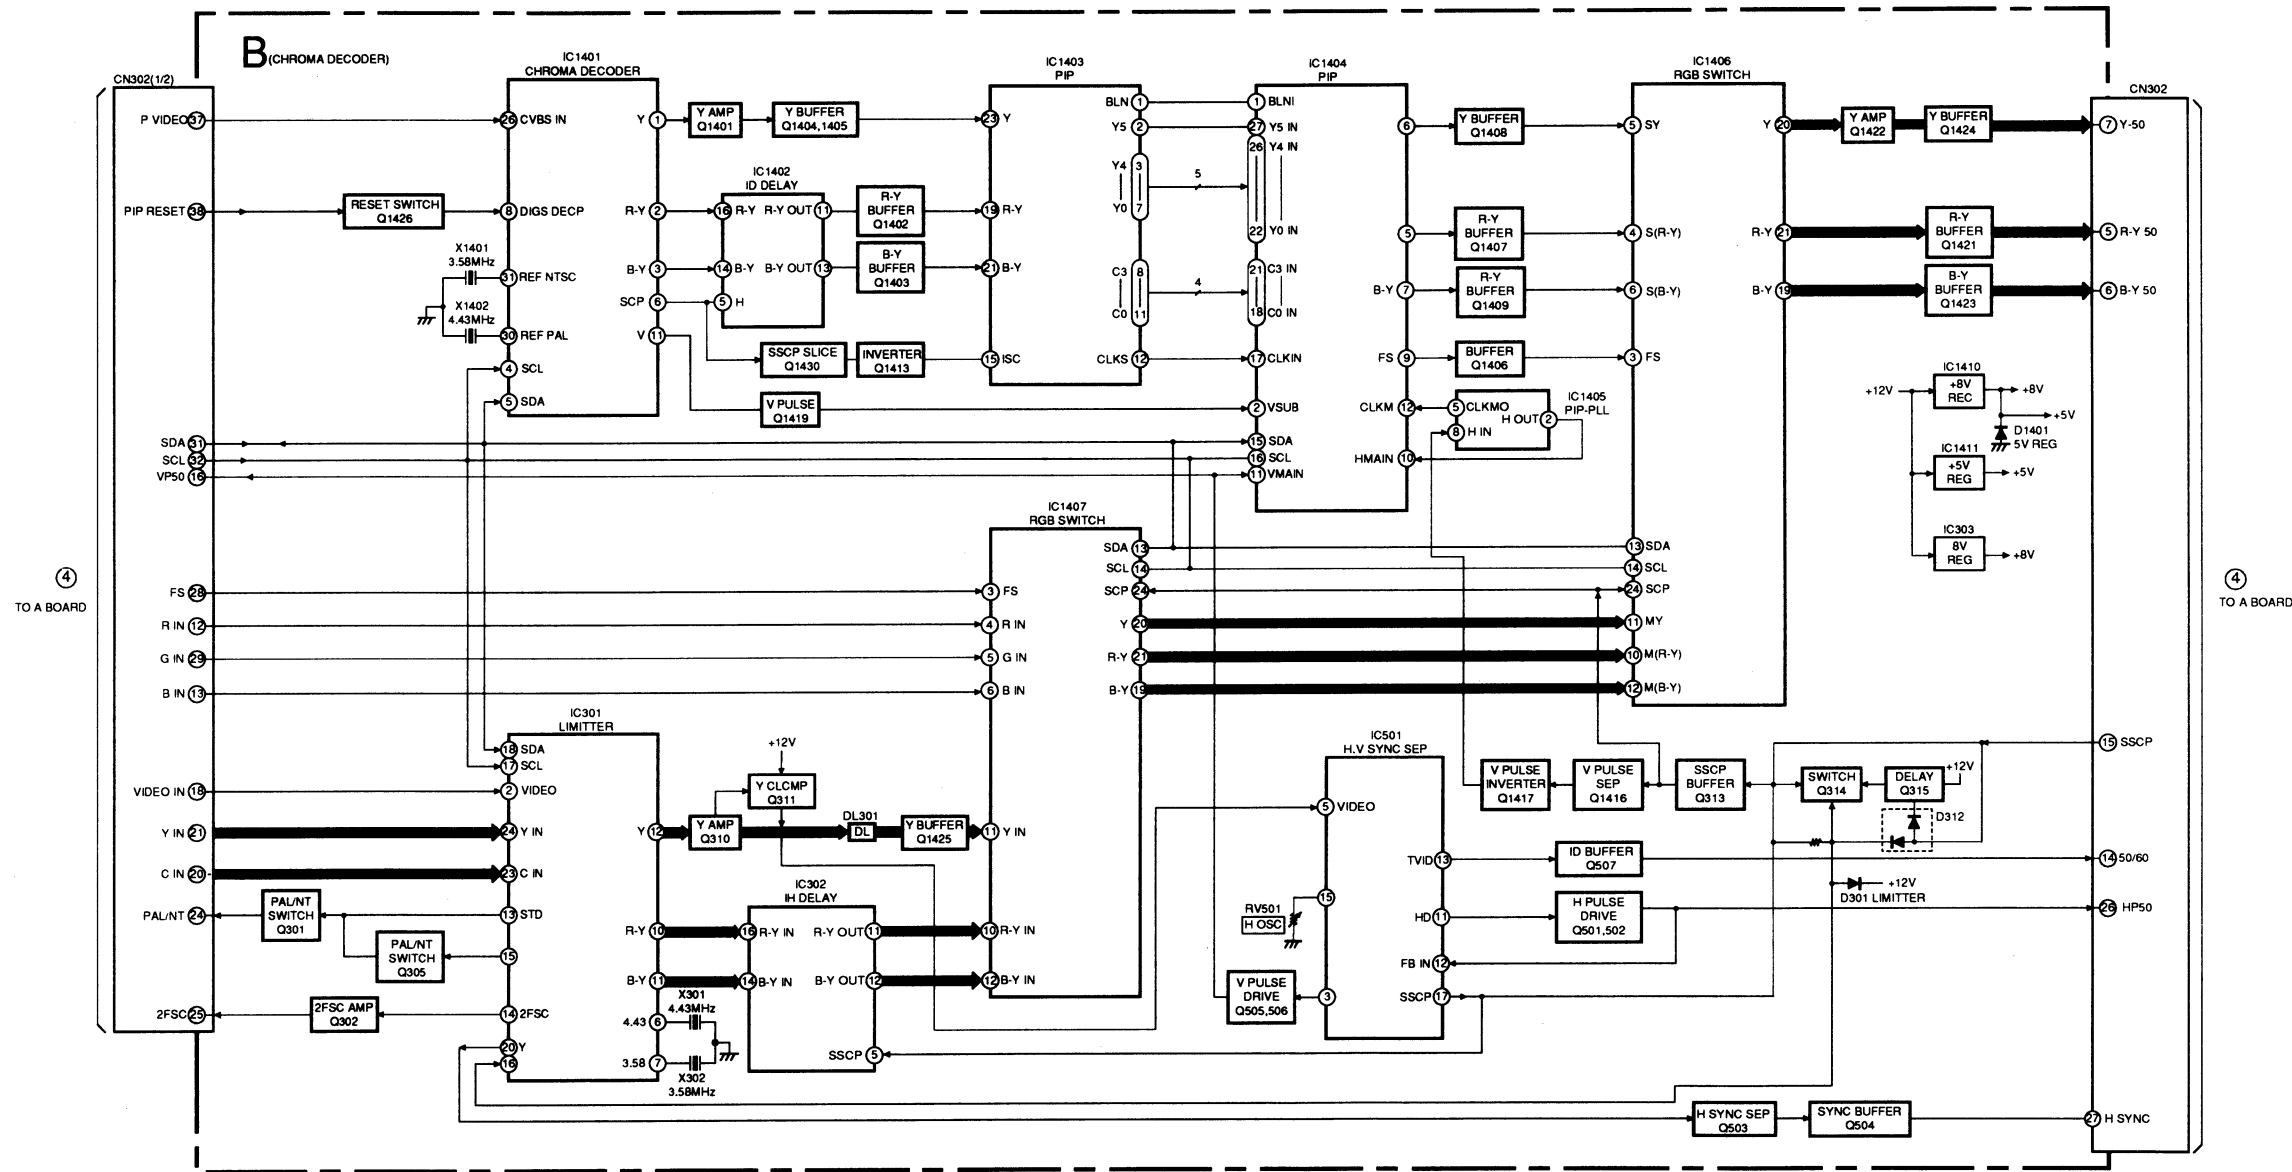 B (CHROMA DECODER)
CN302(1/2)
P VIDEO 37
PIP RESET 38
SDA 31
SCL 32
VP50 16
4
TO A BOARD
FS 28
R IN 12
G IN 29
B IN 13
VIDEO IN 18
Y IN 21
C IN 20
PAL/NT 24
2FSC 25
RESET SWITCH
Q1426
X1401
3.58MHz
X1402
4.43MHz
IC1401
CHROMA DECODER
26 CVBS IN
8 DIGS DECP
31 REF NTSC
30 REF PAL
4 SCL
5 SDA
Y 1
R-Y 2
B-Y 3
SCP 6
V 11
Y AMP
Q1401
Y BUFFER
Q1404,1405
IC1402
ID DELAY
16 R-Y
R-Y OUT 11
14 B-Y
B-Y OUT 13
5 H
R-Y
BUFFER
Q1402
B-Y
BUFFER
Q1403
SSCP SLICE
Q1430
INVERTER
Q1413
V PULSE
Q1419
IC1403
PIP
23 Y
19 R-Y
21 B-Y
15 ISC
BLN 1
Y5 2
Y4 3
Y0 7
C3 8
C0 11
CLKS 12
5
4
IC1404
PIP
1 BLNI
27 Y5 IN
26 Y4 IN
22 Y0 IN
21 C3 IN
18 C0 IN
17 CLKIN
2 VSUB
15 SDA
16 SCL
11 VMAIN
6
5
B-Y 7
FS 9
CLKM 12
HMAIN 10
Y BUFFER
Q1408
R-Y
BUFFER
Q1407
R-Y
BUFFER
Q1409
BUFFER
Q1406
5 CLKMO
H OUT 2
8 H IN
IC1405
PIP-PLL
IC1406
RGB SWITCH
5 SY
4 S(R-Y)
6 S(B-Y)
3 FS
13 SDA
14 SCL
24 SCP
11 MY
10 M(R-Y)
12 M(B-Y)
Y 20
R-Y 21
B-Y 19
Y AMP
Q1422
Y BUFFER
Q1424
R-Y
BUFFER
Q1421
B-Y
BUFFER
Q1423
+12V
IC1410
+8V
REC
+8V
+5V
D1401
5V REG
IC1411
+5V
REG
+5V
IC303
8V
REG
+8V
CN302
7 Y-50
5 R-Y 50
6 B-Y 50
15 SSCP
14 50/60
26 HP50
27 H SYNC
4
TO A BOARD
IC1407
RGB SWITCH
3 FS
4 R IN
5 G IN
6 B IN
11 Y IN
10 R-Y IN
12 B-Y IN
SDA 13
SCL 14
SCP 24
Y 20
R-Y 21
B-Y 19
IC301
LIMITTER
18 SDA
17 SCL
2 VIDEO
24 Y IN
23 C IN
13 STD
15
14 2FSC
20 Y
16
Y 12
R-Y 10
B-Y 11
4.43 6
3.58 7
PAL/NT
SWITCH
Q301
PAL/NT
SWITCH
Q305
2FSC AMP
Q302
+12V
Y CLCMP
Q311
Y AMP
Q310
DL301
DL
Y BUFFER
Q1425
X301
4.43MHz
X302
3.58MHz
IC302
IH DELAY
16 R-Y IN
R-Y OUT 11
14 B-Y IN
B-Y OUT 12
SSCP 5
IC501
H.V SYNC SEP
5 VIDEO
15
3
TVID 13
HD 11
FB IN 12
SSCP 17
RV501
H OSC
V PULSE
DRIVE
Q505,506
V PULSE
INVERTER
Q1417
V PULSE
SEP
Q1416
SSCP
BUFFER
Q313
SWITCH
Q314
DELAY
Q315
+12V
D312
ID BUFFER
Q507
H PULSE
DRIVE
Q501,502
+12V
D301 LIMITTER
H SYNC SEP
Q503
SYNC BUFFER
Q504